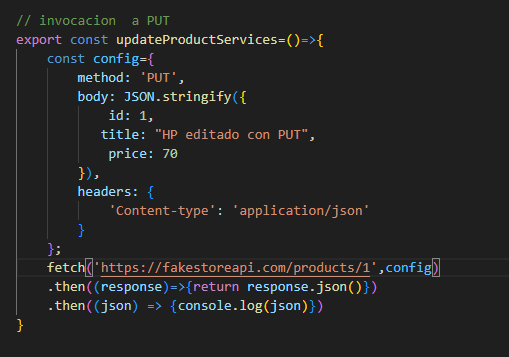 // invocacion  a PUT
export const updateProductServices=()=>{
    const config={
        method: 'PUT',
        body: JSON.stringify({
            id: 1,
           title: "HP editado con PUT",
            price: 70
        }),
        headers: {
            'Content-type': 'application/json'
        }
    };
    fetch('https://fakestoreapi.com/products/1',config)
    .then((response)=>{return response.json()})
    .then((json) => {console.log(json)})
}